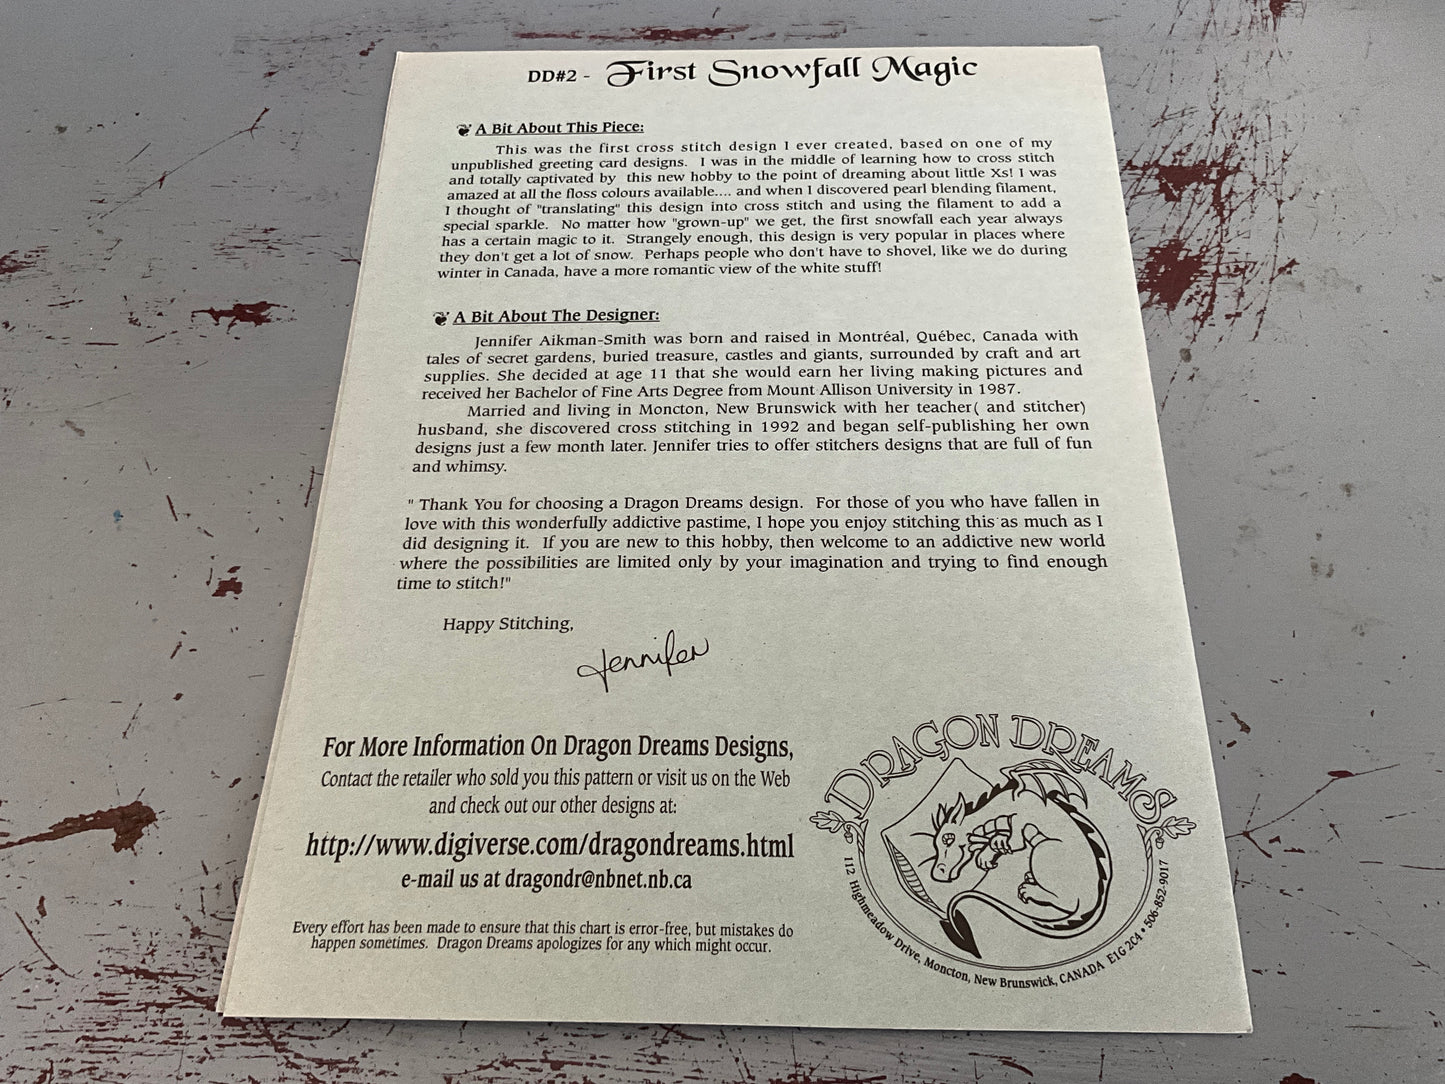 DD#2 - First Snowfall Magic
A Bit About This Piece:
This was the first cross stitch design I ever created, based on one of my
unpublished greeting card designs. I was in the middle of learning how to cross stitch
and totally captivated by this new hobby to the point of dreaming about little Xs! I was
amazed at all the floss colours available.... and when I discovered pearl blending filament,
I thought of "translating" this design into cross stitch and using the filament to add a
special sparkle. No matter how "grown-up" we get, the first snowfall each year always
has a certain magic to it. Strangely enough, this design is very popular in places where
they don't get a lot of snow. Perhaps people who don't have to shovel, like we do during
winter in Canada, have a more romantic view of the white stuff!
A Bit About The Designer:
Jennifer Aikman-Smith was born and raised in Montréal, Québec, Canada with
tales of secret gardens, buried treasure, castles and giants, surrounded by craft and art
supplies. She decided at age 11 that she would earn her living making pictures and
received her Bachelor of Fine Arts Degree from Mount Allison University in 1987.
Married and living in Moncton, New Brunswick with her teacher( and stitcher)
husband, she discovered cross stitching in 1992 and began self-publishing her own
designs just a few month later. Jennifer tries to offer stitchers designs that are full of fun
and whimsy.
" Thank You for choosing a Dragon Dreams design. For those of you who have fallen in
love with this wonderfully addictive pastime, I hope you enjoy stitching this as much as I
did designing it. If you are new to this hobby, then welcome to an addictive new world
where the possibilities are limited only by your imagination and trying to find enough
time to stitch!"
Happy Stitching,
Jennifer
For More Information On Dragon Dreams Designs,
Contact the retailer who sold you this pattern or visit us on the Web
and check out our other designs at:
http://www.digiverse.com/dragondreams.html
e-mail us at dragondr@nbnet.nb.ca
Every effort has been made to ensure that this chart is error-free, but mistakes do
happen sometimes. Dragon Dreams apologizes for any which might occur.
DRAGON DREAMS
112 Highmeadow Drive, Moncton, New Brunswick, CANADA E1G 2C4 • 506-852-9017